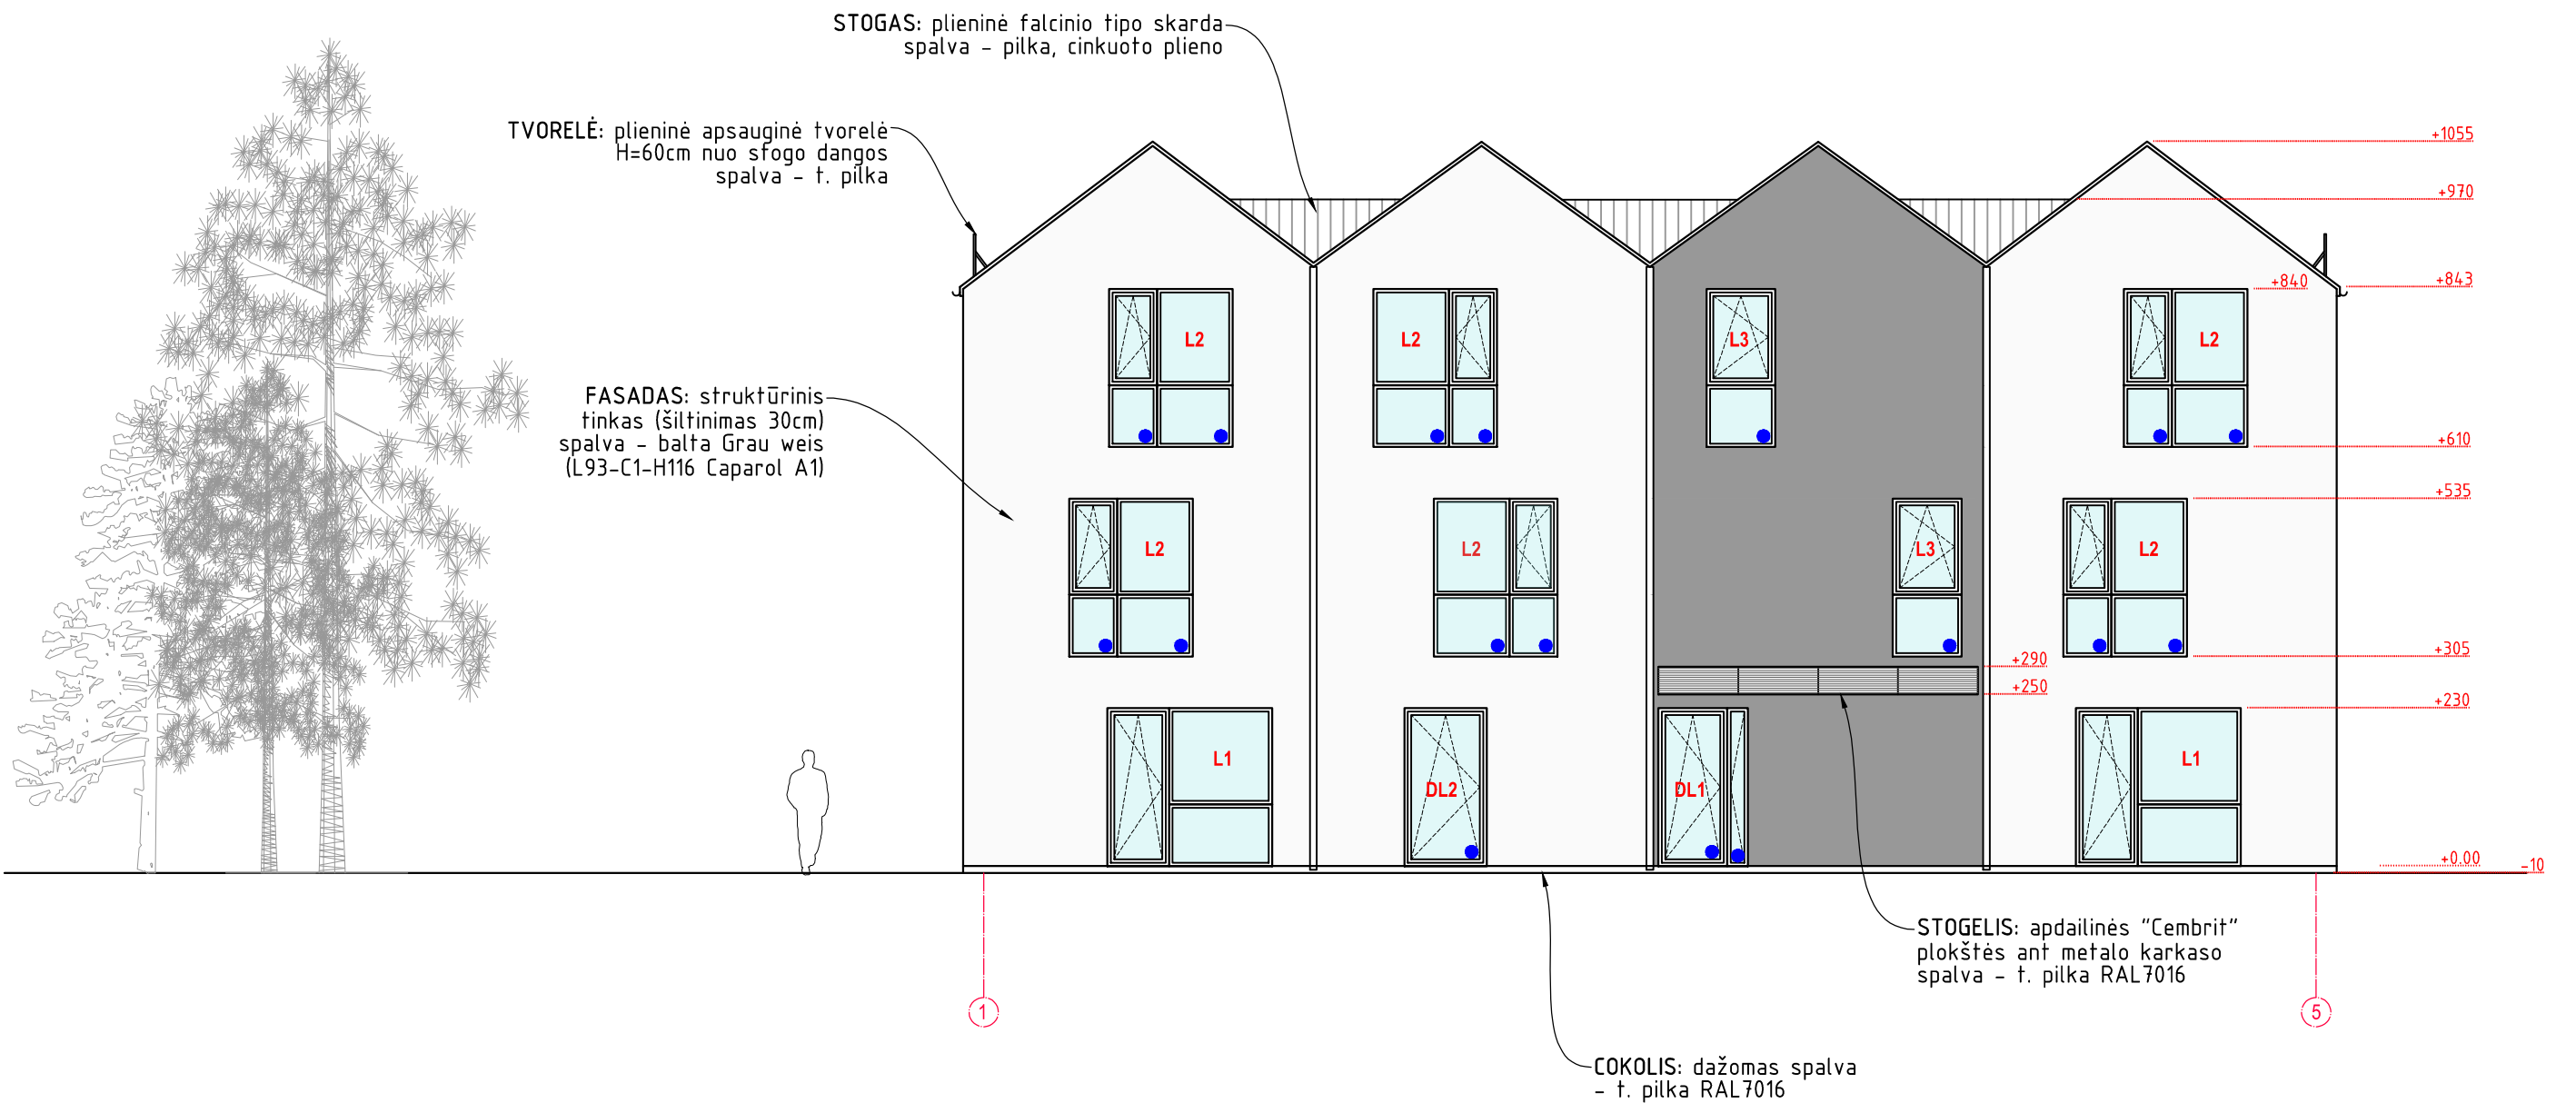 STOGAS: plieninė falcinio tipo skarda
spalva - pilka, cinkuoto plieno
TVORELĖ: plieninė apsauginė tvorelė
H=60cm nuo stogo dangos
spalva - t. pilka
+1055
+970
+840
+843
L2
L2
L3
L2
FASADAS: struktūrinis
tinkas (šiltinimas 30cm)
spalva - balta Grau weis
(L93-C1-H116 Caparol A1)
+610
+535
L2
L2
L3
L2
+290
+305
+250
+230
L1
DL2
DL1
L1
+0.00
-10
STOGELIS: apdailinės "Cembrit"
plokštės ant metalo karkaso
spalva - t. pilka RAL7016
1
5
COKOLIS: dažomas spalva
- t. pilka RAL7016